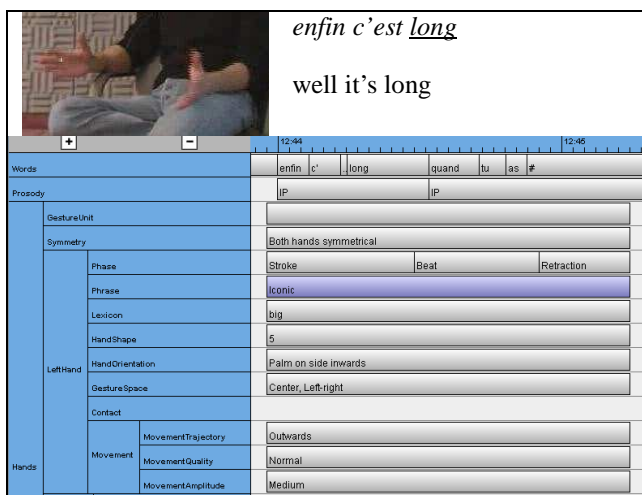 enfin c'est long
well it's long
+ −
12:44 12:45
Words enfin c' .. long quand tu as #
Prosody IP IP
GestureUnit
Symmetry Both hands symmetrical
Phase Stroke Beat Retraction
Phrase Iconic
Lexicon big
HandShape 5
LeftHand HandOrientation Palm on side inwards
GestureSpace Center, Left-right
Contact
MovementTrajectory Outwards
Hands Movement MovementQuality Normal
MovementAmplitude Medium